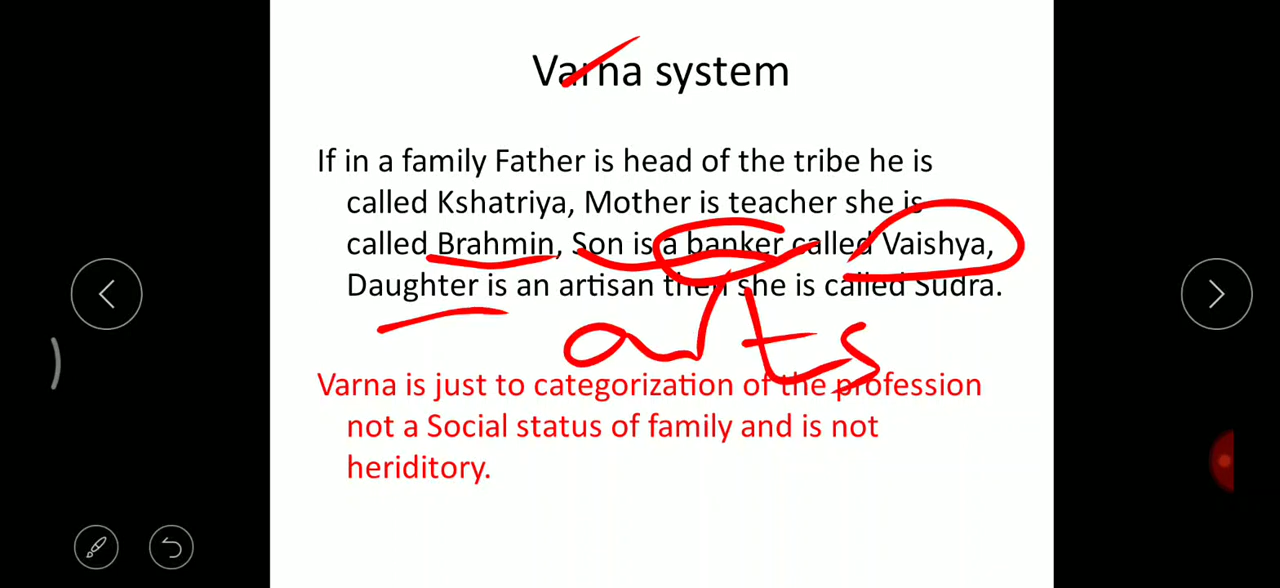 Varna system
If in a family Father is head of the tribe he is
called Kshatriya, Mother is teacher she is
called Brahmin, Son is a banker called Vaishya,
Daughter is an artisan then she is called Sudra.
arts
Varna is just to categorization of the profession
not a Social status of family and is not
heriditory.